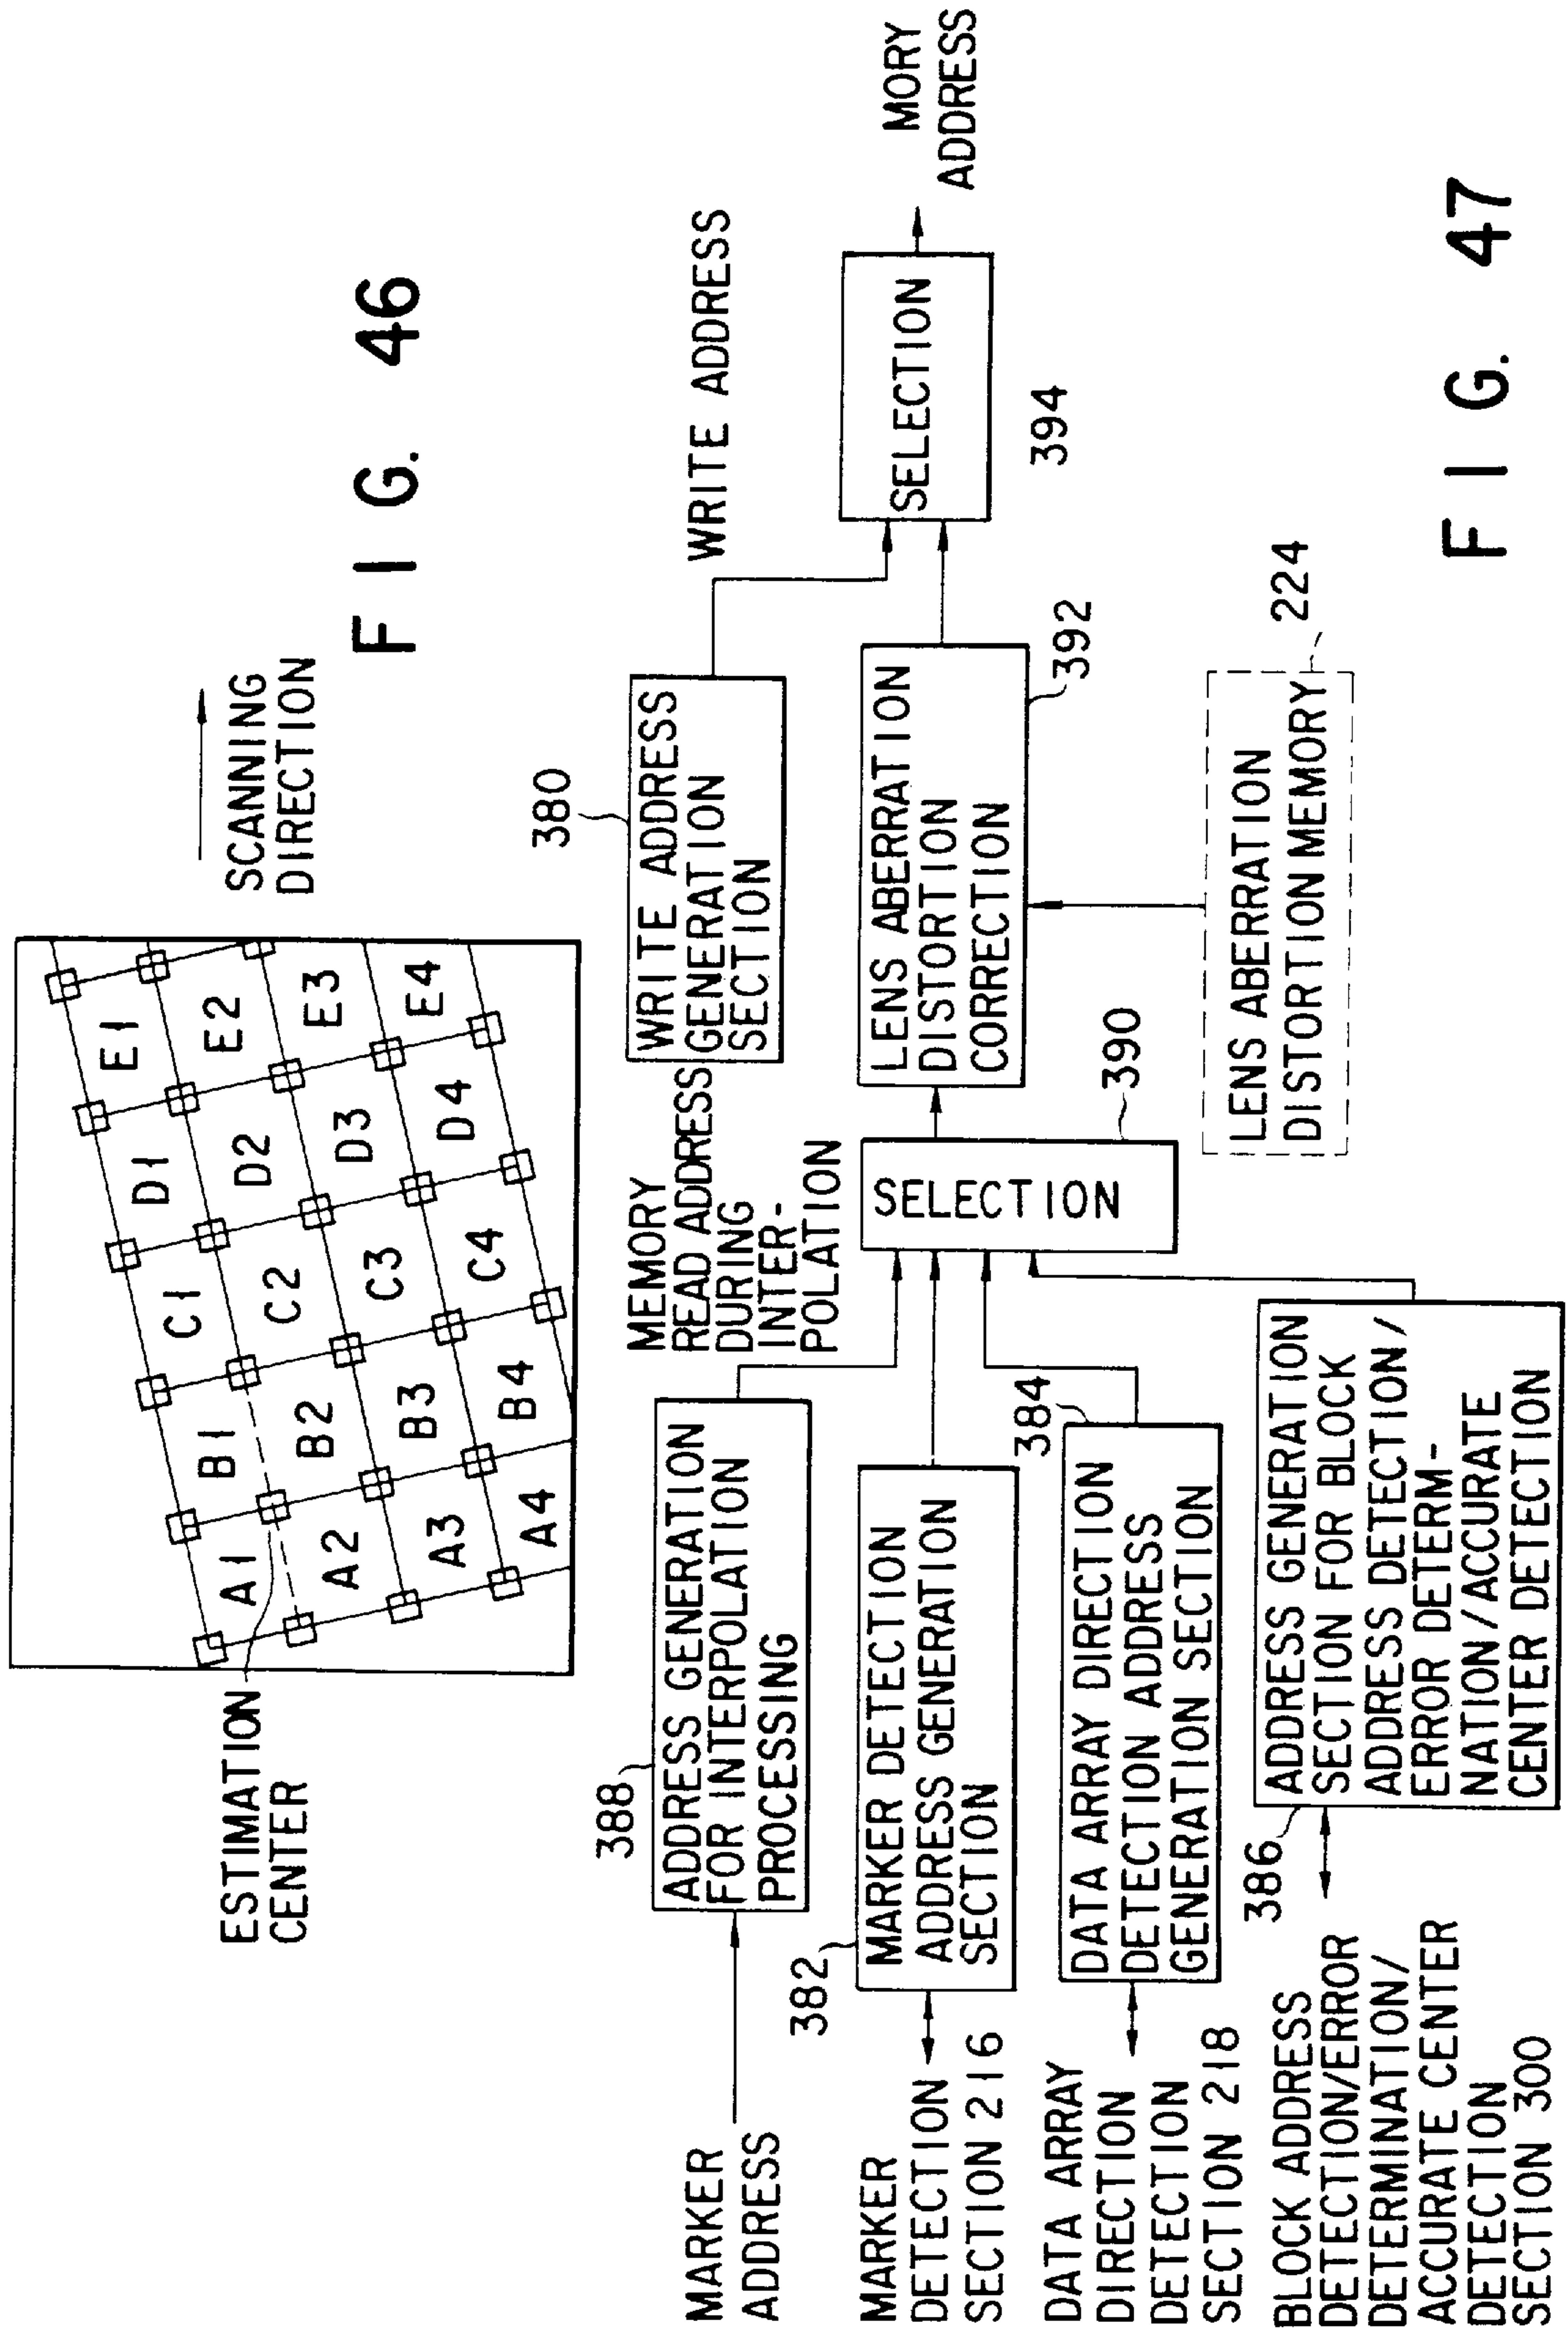 ESTIMATION
CENTER
A1
B1
C1
D1
E1
A2
B2
C2
D2
E2
A3
B3
C3
D3
E3
A4
B4
C4
D4
E4
SCANNING
DIRECTION
FIG. 46
MARKER
ADDRESS
388
ADDRESS GENERATION
FOR INTERPOLATION
PROCESSING
MEMORY
READ ADDRESS
DURING
INTER-
POLATION
380
WRITE ADDRESS
GENERATION
SECTION
WRITE ADDRESS
MARKER
DETECTION
SECTION 216
382
MARKER DETECTION
ADDRESS GENERATION
SECTION
SELECTION
390
LENS ABERRATION
DISTORTION
CORRECTION
392
SELECTION
394
MORY
ADDRESS
DATA ARRAY
DIRECTION
DETECTION
SECTION 218
384
DATA ARRAY DIRECTION
DETECTION ADDRESS
GENERATION SECTION
LENS ABERRATION
DISTORTION MEMORY
224
BLOCK ADDRESS
DETECTION/ERROR
DETERMINATION/
ACCURATE CENTER
DETECTION
SECTION 300
386
ADDRESS GENERATION
SECTION FOR BLOCK
ADDRESS DETECTION/
ERROR DETERM-
NATION/ACCURATE
CENTER DETECTION
FIG. 47